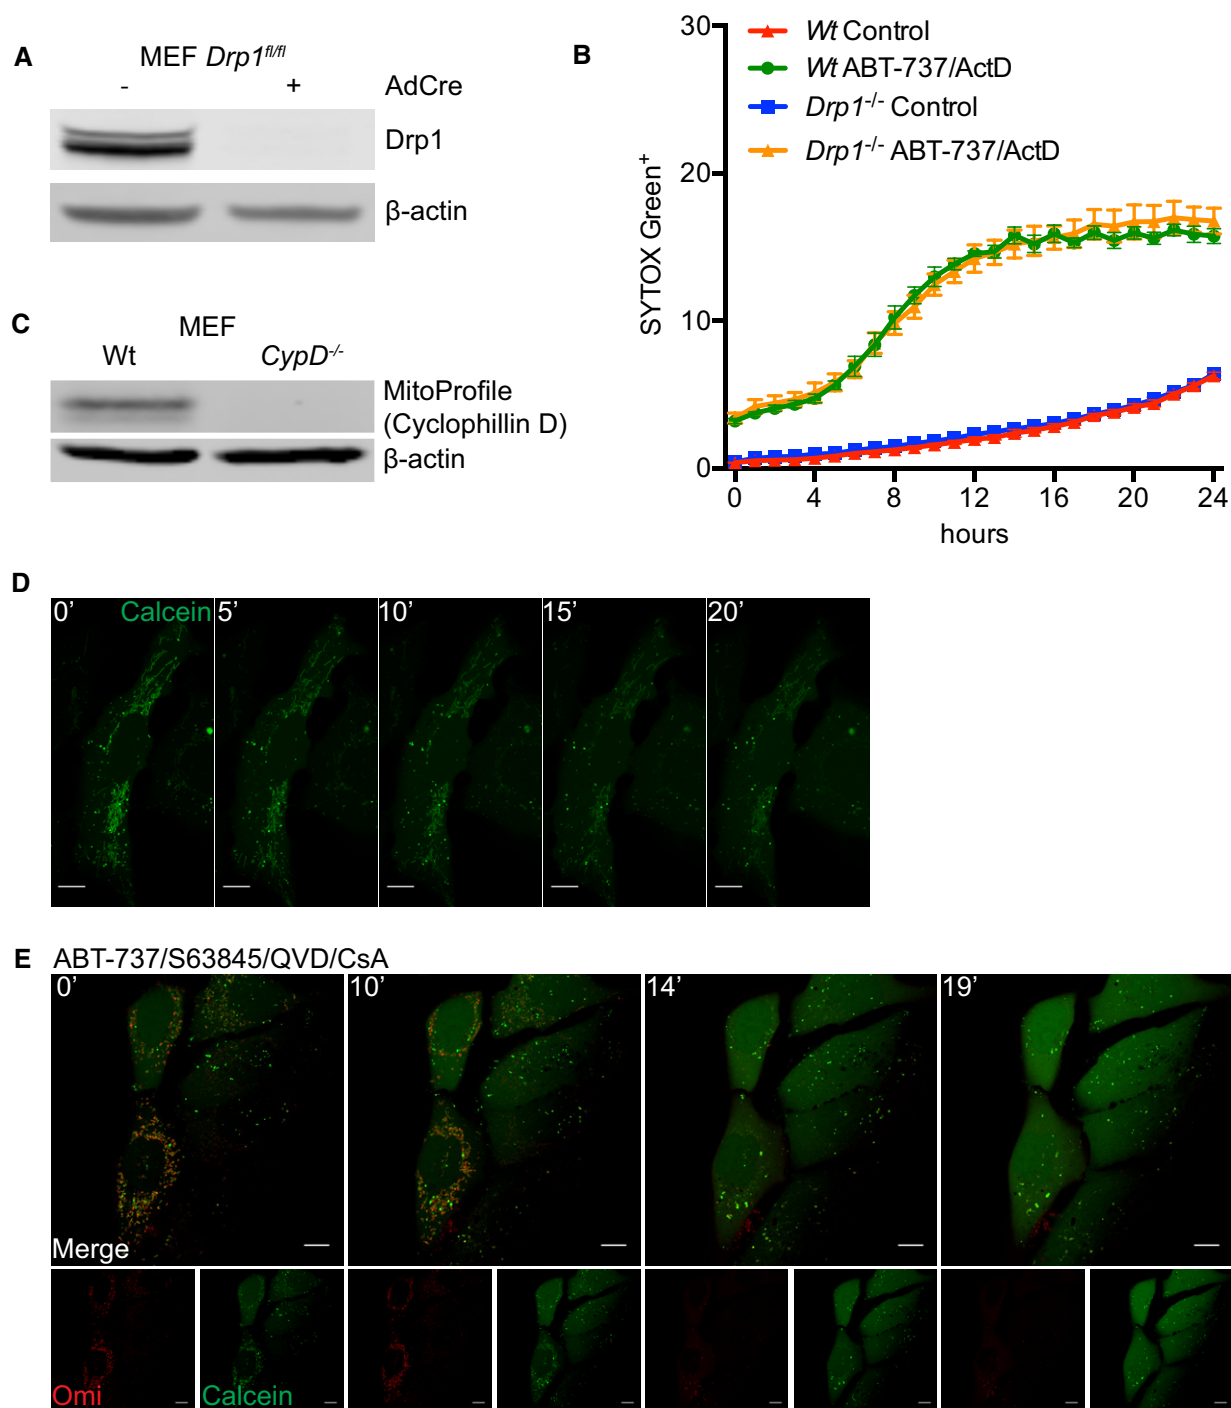 A
MEF Drp1fl/fl
- + AdCre
Drp1
β-actin
B
30
20
10
0
SYTOX Green+
Wt Control
Wt ABT-737/ActD
Drp1-/- Control
Drp1-/- ABT-737/ActD
0 4 8 12 16 20 24
hours
C
MEF
Wt CypD-/-
MitoProfile
(Cyclophillin D)
β-actin
D
0’ Calcein 5’ 10’ 15’ 20’
E ABT-737/S63845/QVD/CsA
0’ 10’ 14’ 19’
Merge
Omi Calcein